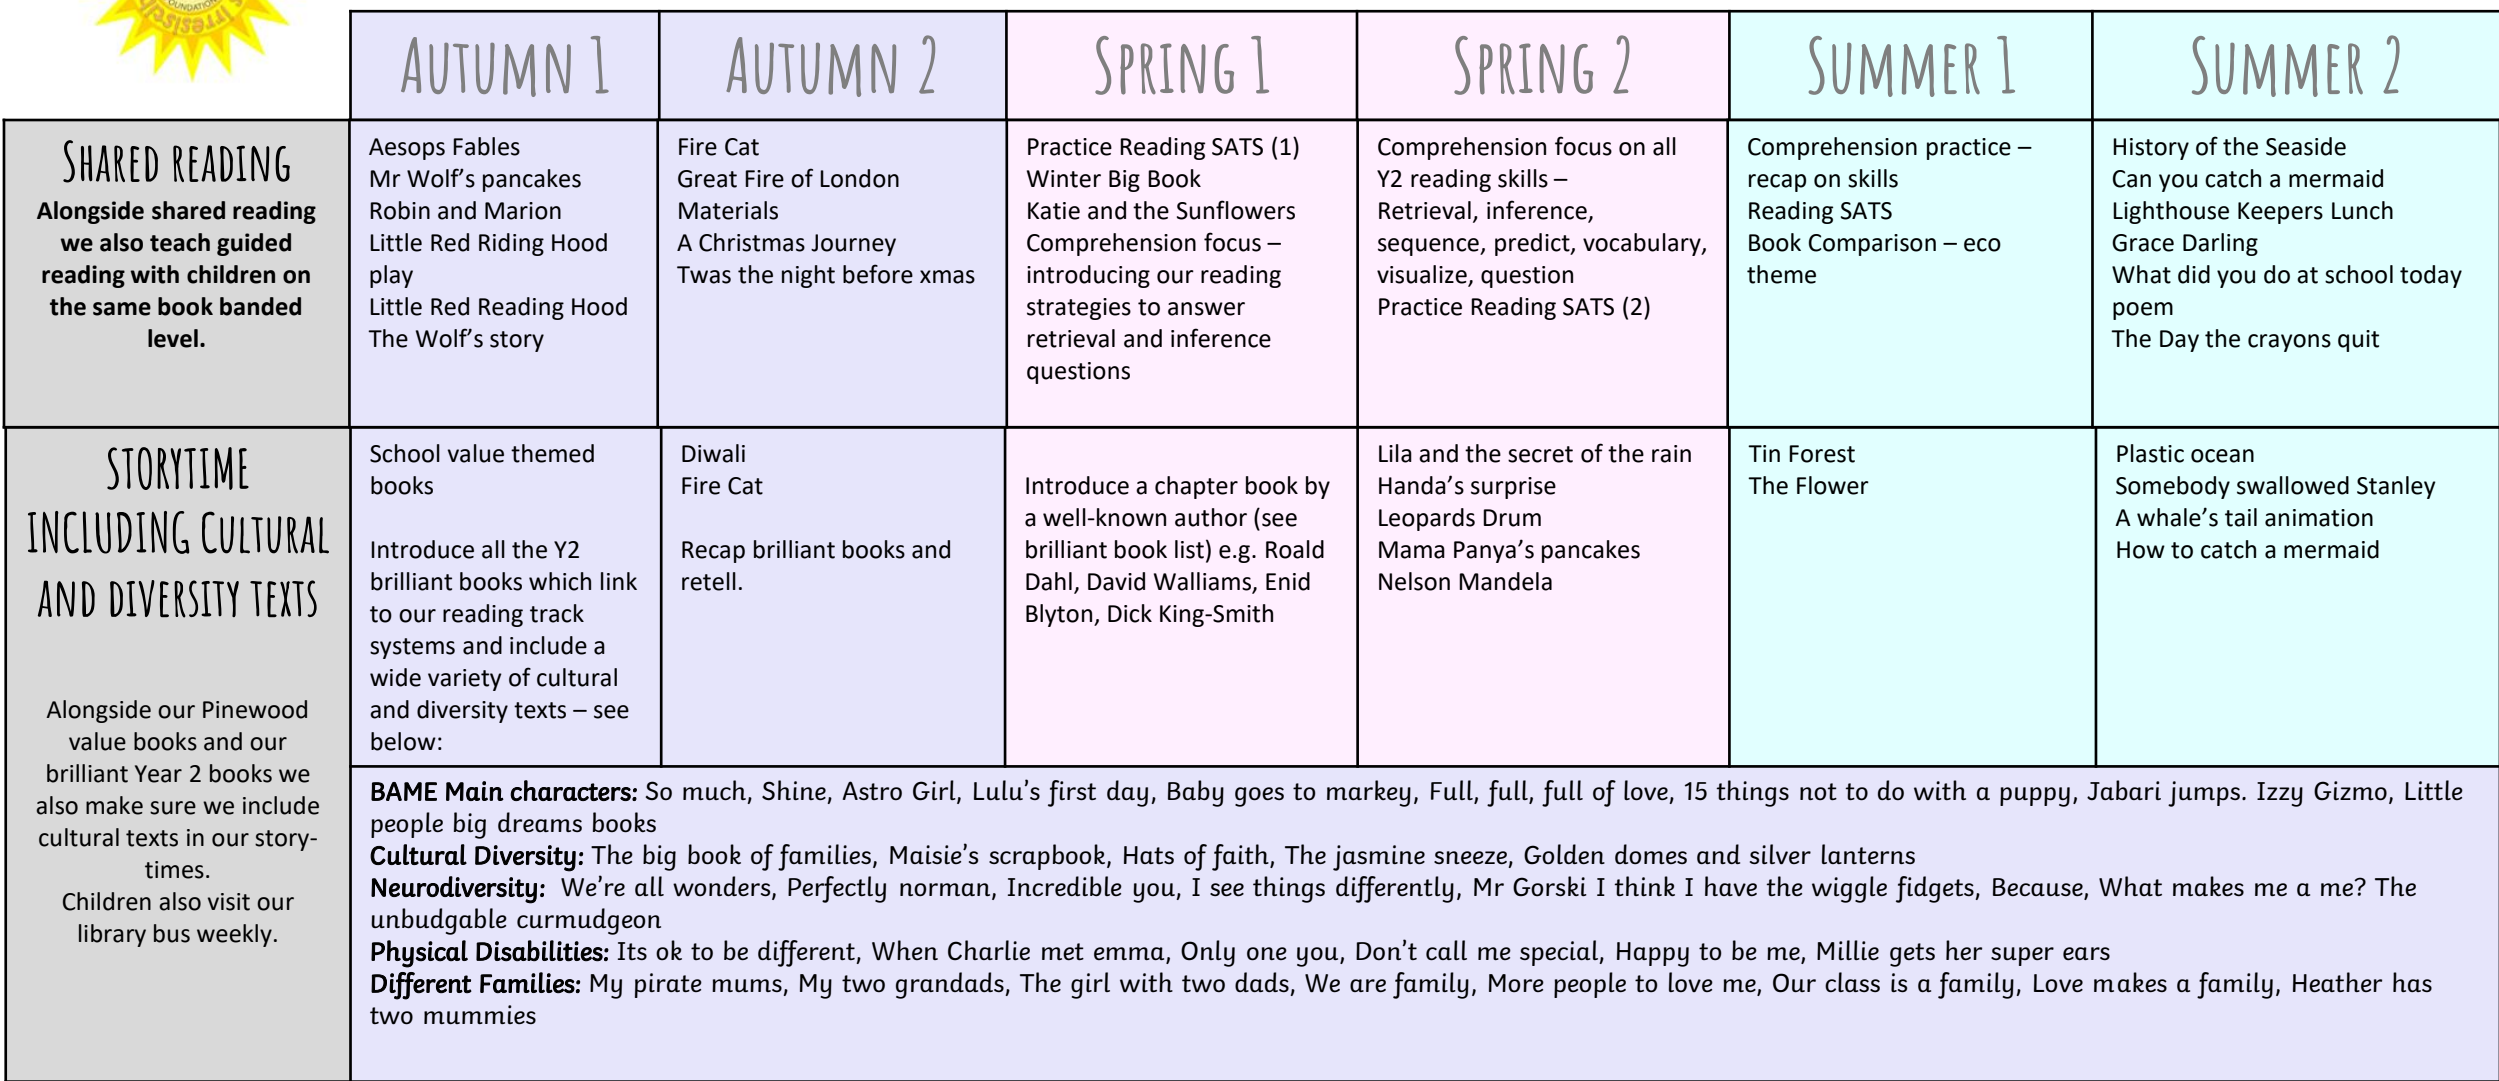 FOUNDATION
AUTUMN 1
AUTUMN 2
SPRING 1
SPRING 2
SUMMER 1
SUMMER 2
SHARED READING
Alongside shared reading
we also teach guided
reading with children on
the same book banded
level.
Aesops Fables
Mr Wolf’s pancakes
Robin and Marion
Little Red Riding Hood
play
Little Red Reading Hood
The Wolf’s story
Fire Cat
Great Fire of London
Materials
A Christmas Journey
Twas the night before xmas
Practice Reading SATS (1)
Winter Big Book
Katie and the Sunflowers
Comprehension focus –
introducing our reading
strategies to answer
retrieval and inference
questions
Comprehension focus on all
Y2 reading skills –
Retrieval, inference,
sequence, predict, vocabulary,
visualize, question
Practice Reading SATS (2)
Comprehension practice –
recap on skills
Reading SATS
Book Comparison – eco
theme
History of the Seaside
Can you catch a mermaid
Lighthouse Keepers Lunch
Grace Darling
What did you do at school today
poem
The Day the crayons quit
STORYTIME
INCLUDING CULTURAL
AND DIVERSITY TEXTS
Alongside our Pinewood
value books and our
brilliant Year 2 books we
also make sure we include
cultural texts in our story-
times.
Children also visit our
library bus weekly.
School value themed
books
Introduce all the Y2
brilliant books which link
to our reading track
systems and include a
wide variety of cultural
and diversity texts – see
below:
Diwali
Fire Cat
Recap brilliant books and
retell.
Introduce a chapter book by
a well-known author (see
brilliant book list) e.g. Roald
Dahl, David Walliams, Enid
Blyton, Dick King-Smith
Lila and the secret of the rain
Handa’s surprise
Leopards Drum
Mama Panya’s pancakes
Nelson Mandela
Tin Forest
The Flower
Plastic ocean
Somebody swallowed Stanley
A whale’s tail animation
How to catch a mermaid
BAME Main characters: So much, Shine, Astro Girl, Lulu’s first day, Baby goes to markey, Full, full, full of love, 15 things not to do with a puppy, Jabari jumps. Izzy Gizmo, Little
people big dreams books
Cultural Diversity: The big book of families, Maisie’s scrapbook, Hats of faith, The jasmine sneeze, Golden domes and silver lanterns
Neurodiversity: We’re all wonders, Perfectly norman, Incredible you, I see things differently, Mr Gorski I think I have the wiggle fidgets, Because, What makes me a me? The
unbudgable curmudgeon
Physical Disabilities: Its ok to be different, When Charlie met emma, Only one you, Don’t call me special, Happy to be me, Millie gets her super ears
Different Families: My pirate mums, My two grandads, The girl with two dads, We are family, More people to love me, Our class is a family, Love makes a family, Heather has
two mummies